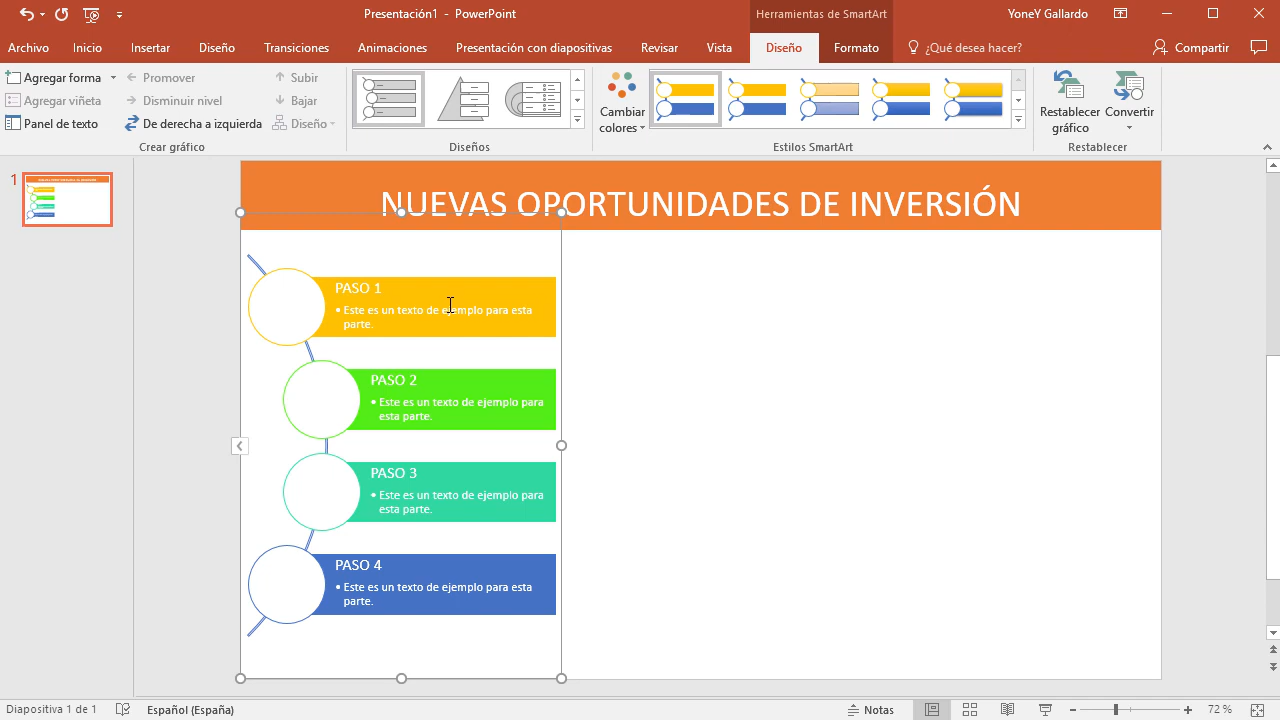 Presentación1 - PowerPoint
Herramientas de SmartArt
YoneY Gallardo
Archivo
Inicio
Insertar
Diseño
Transiciones
Animaciones
Presentación con diapositivas
Revisar
Vista
Diseño
Formato
¿Qué desea hacer?
Compartir
Agregar forma
Promover
Subir
Agregar viñeta
Disminuir nivel
Bajar
Panel de texto
De derecha a izquierda
Diseño
Cambiar
colores
Restablecer
gráfico
Convertir
Crear gráfico
Diseños
Estilos SmartArt
Restablecer
1
NUEVAS OPORTUNIDADES DE INVERSIÓN
PASO 1
• Este es un texto de ejemplo para esta
parte.
PASO 2
• Este es un texto de ejemplo para
esta parte.
PASO 3
• Este es un texto de ejemplo para
esta parte.
PASO 4
• Este es un texto de ejemplo para esta
parte.
Diapositiva 1 de 1
Español (España)
Notas
72 %